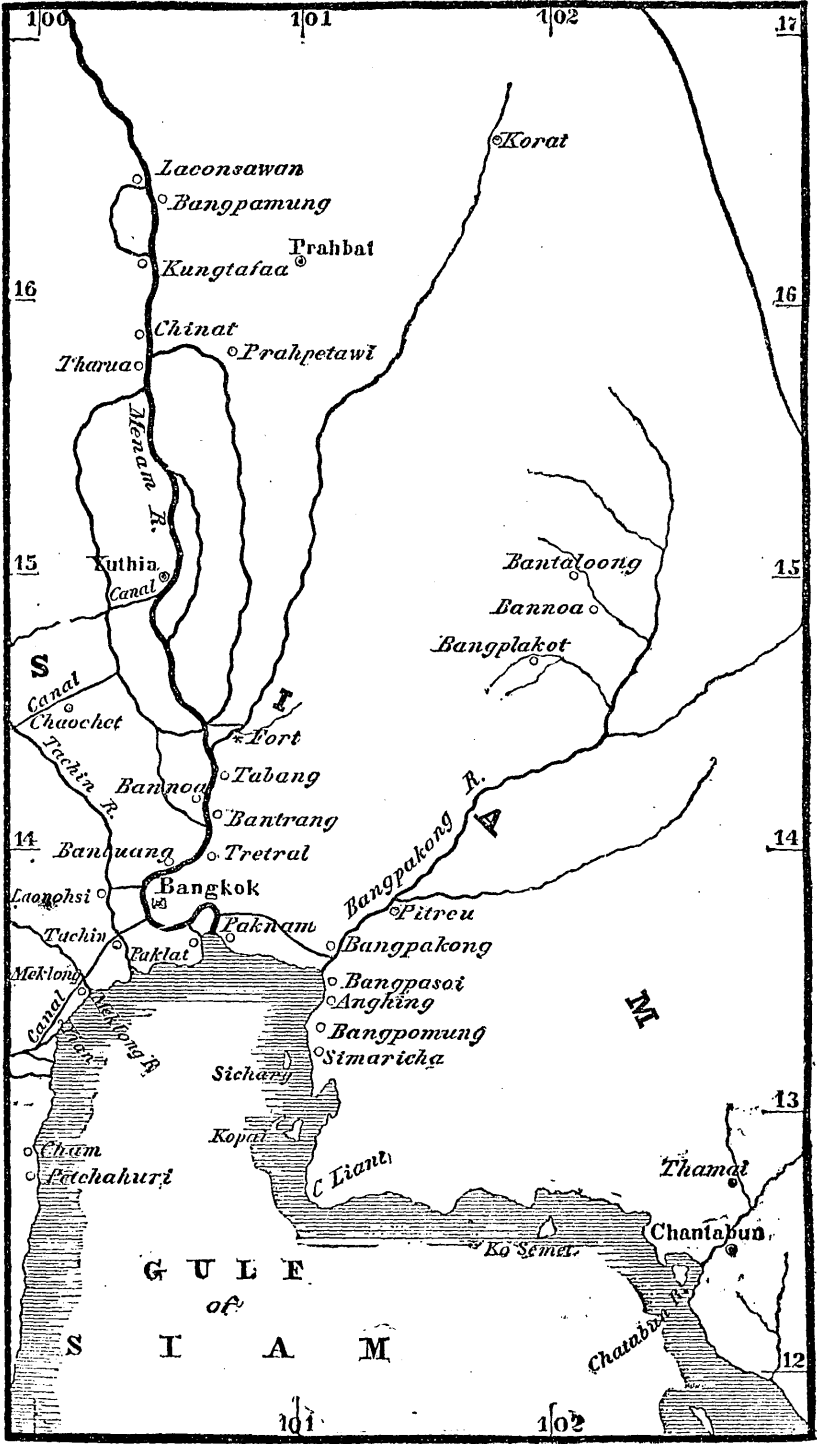 100 101 102 17
Korat
Laconsawan
Bangpamung
Prahbat
Kungtafaa
16 16
Chinat
Tharua
Prahpetawi
Menam R.
15 15
Yuthia
Canal
Bantaloong
Bannoa
Bangplakot
S
I
Canal
Chaochet
Fort
Tachin R.
Tabang
Bannoa
Bantrang
A
14 14
Banluang
Tretral
Bangpakong R.
Bangkok
Pitreu
Paknam
Tachin
Paklat
Bangpakong
Meklong
Canal
Meklong R.
Bangpasoi
Anghing
M
Bangpomung
Simaricha
Sichang
13
Kopai
Cham
Petchaburi
C Liant
Thamai
Chantabun
Ko Semet
GULF
of
SIAM
Chatabun R.
12
101 102